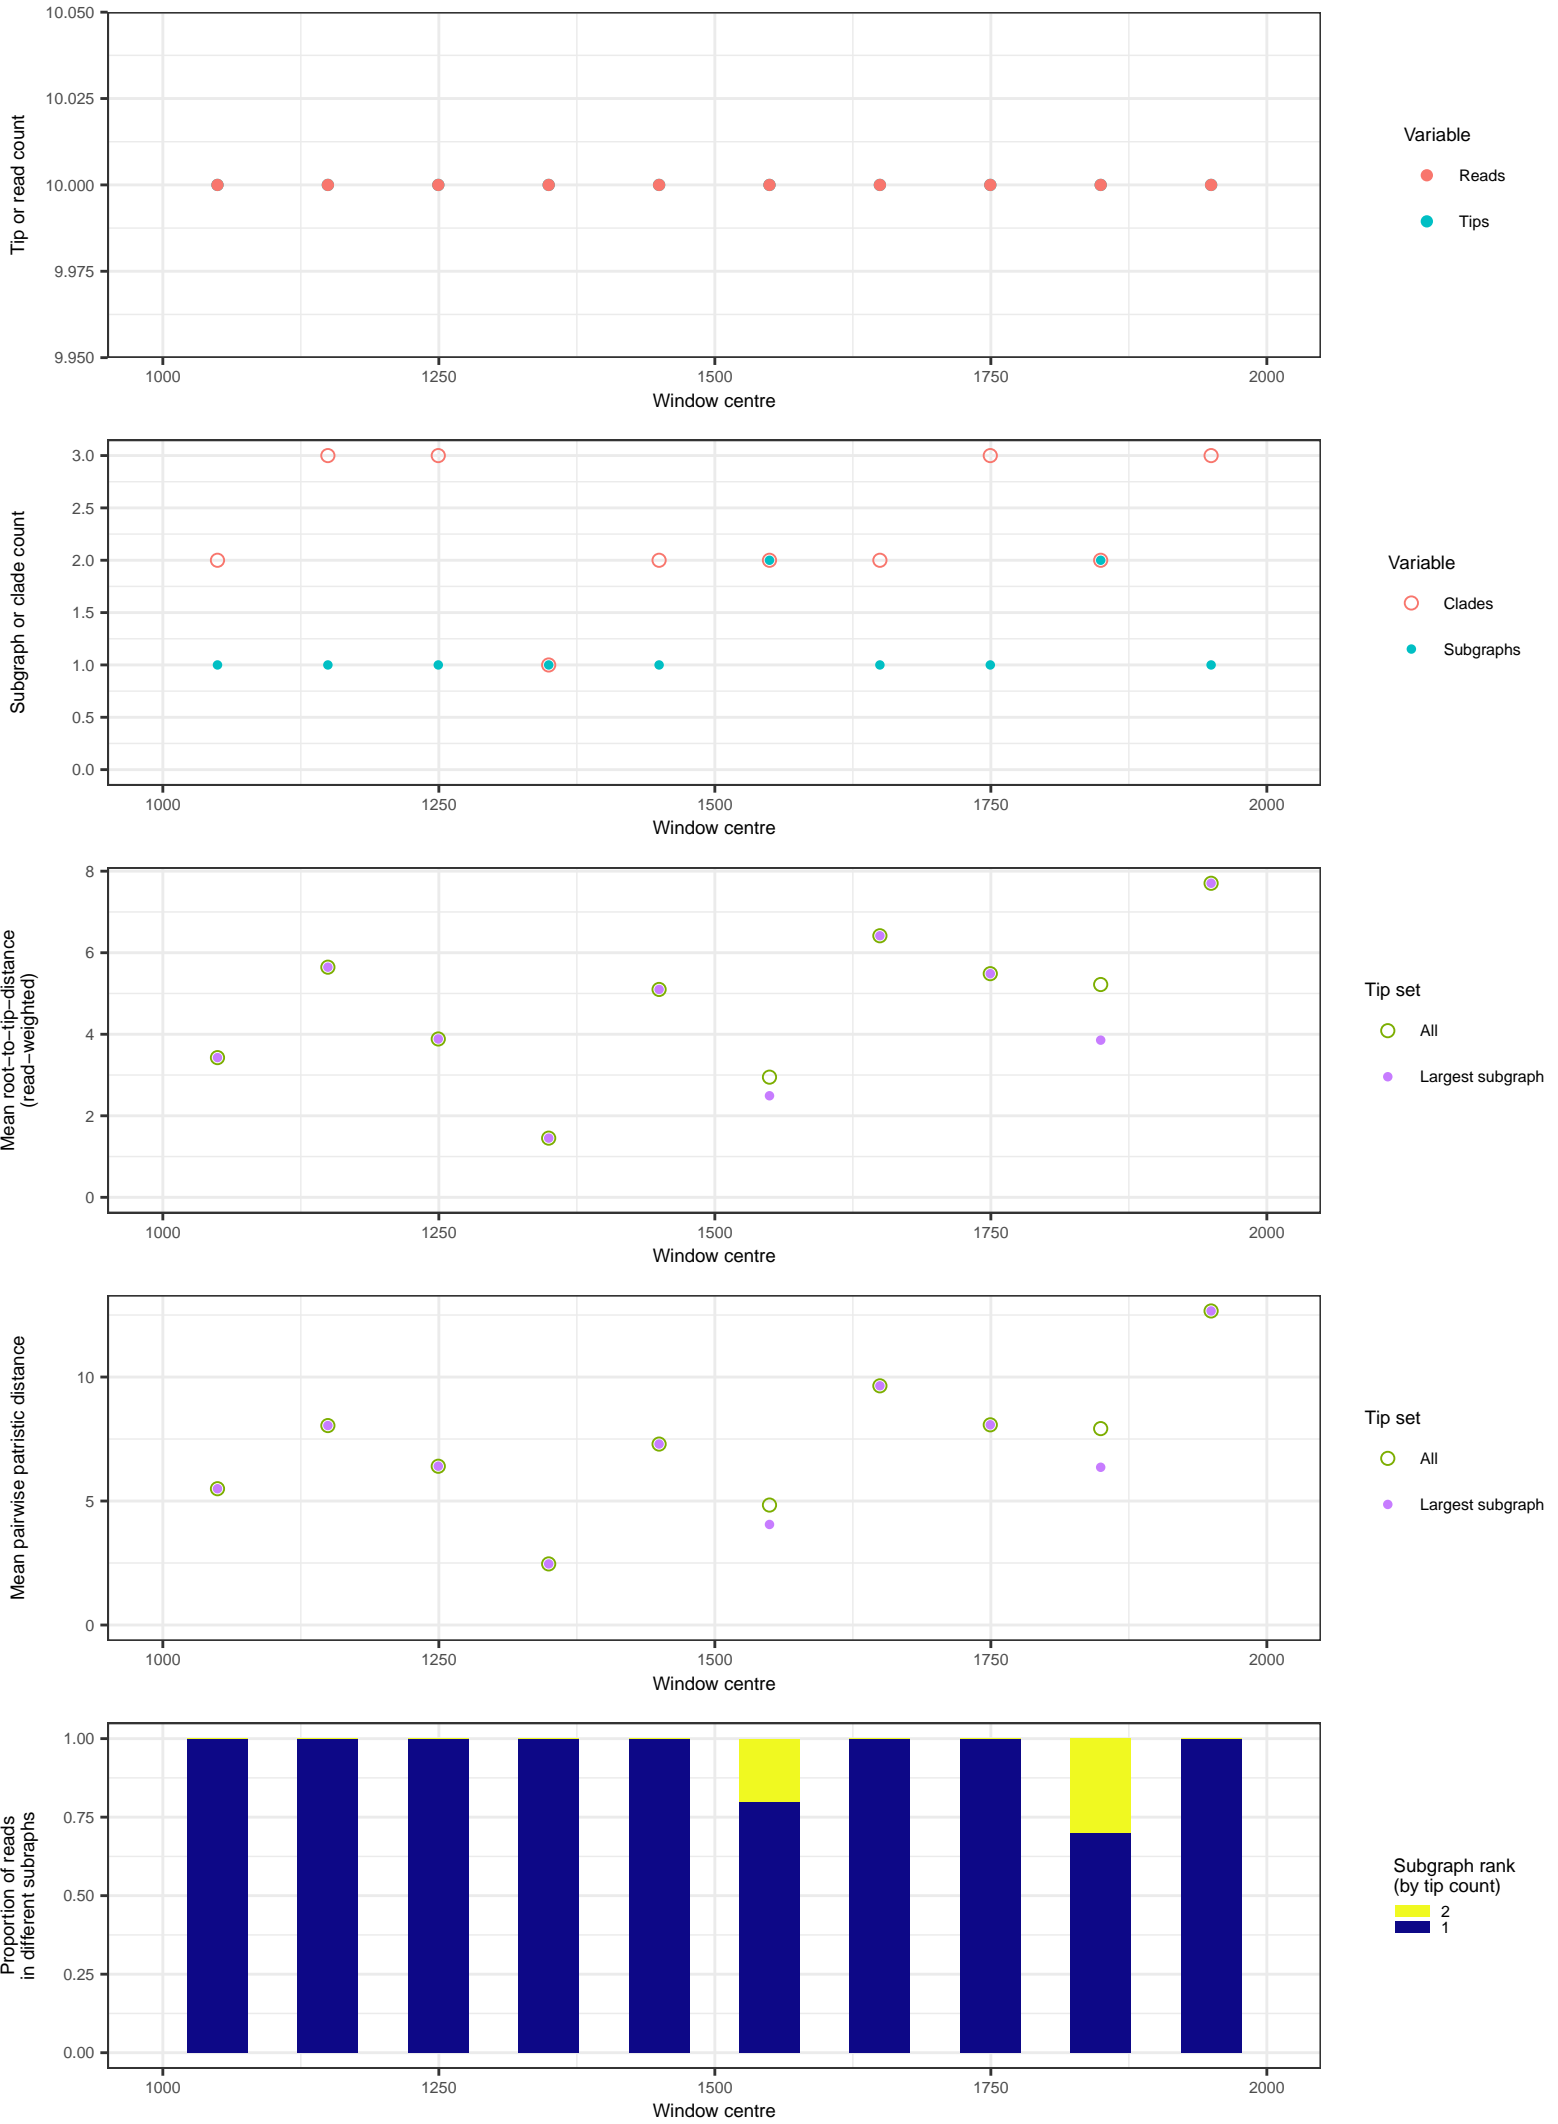 10.050
10.025
10.000
9.975
9.950
Tip or read count
1000 1250 1500 1750 2000
Window centre
Variable
Reads
Tips
3.0
2.5
2.0
1.5
1.0
0.5
0.0
Subgraph or clade count
1000 1250 1500 1750 2000
Window centre
Variable
Clades
Subgraphs
8
6
4
2
0
Mean root−to−tip−distance
(read−weighted)
1000 1250 1500 1750 2000
Window centre
Tip set
All
Largest subgraph
10
5
0
Mean pairwise patristic distance
1000 1250 1500 1750 2000
Window centre
Tip set
All
Largest subgraph
1.00
0.75
0.50
0.25
0.00
Proportion of reads
in different subraphs
1000 1250 1500 1750 2000
Window centre
Subgraph rank
(by tip count)
2
1